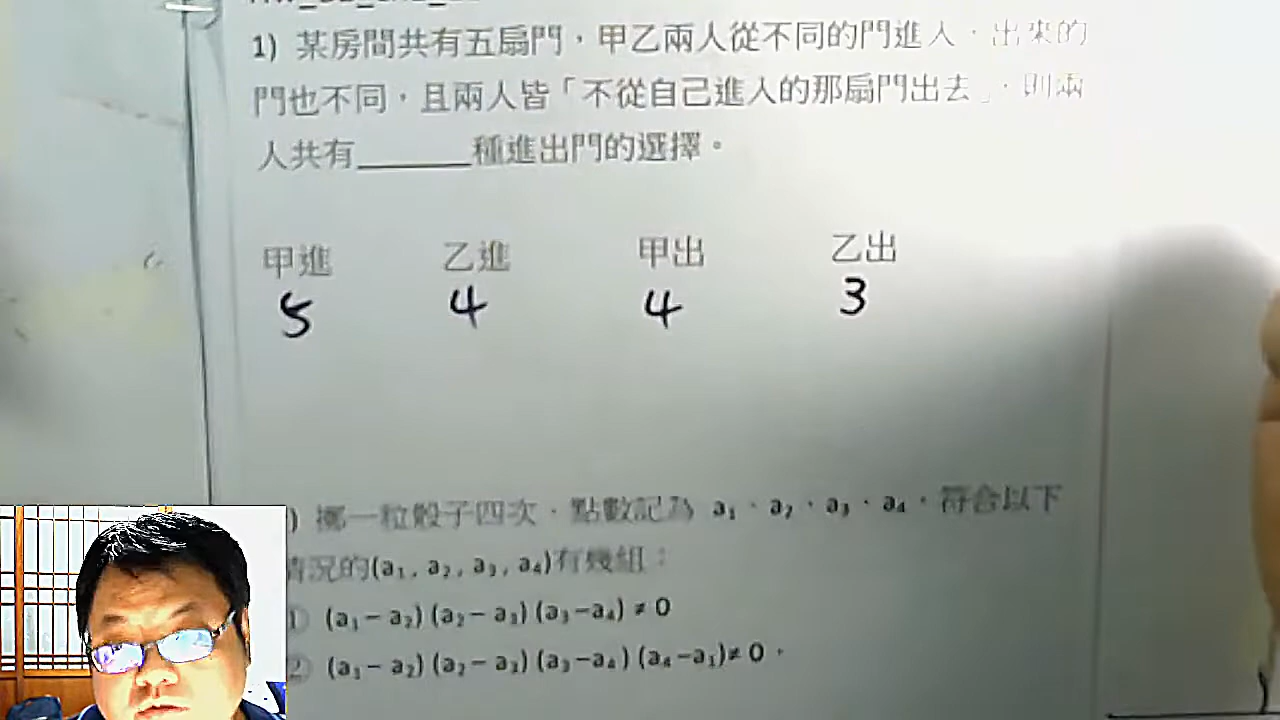 1) 某房間共有五扇門，甲乙兩人從不同的門進入，出來的
門也不同，且兩人皆「不從自己進入的那扇門出去」，則兩
人共有______種進出門的選擇。
甲進 乙進 甲出 乙出
5 4 4 3
) 擲一粒骰子四次，點數記為 a₁、a₂、a₃、a₄，符合以下
情況的(a₁, a₂, a₃, a₄)有幾組：
① (a₁－a₂) (a₂－a₃) (a₃－a₄) ≠ 0
② (a₁－a₂) (a₂－a₃) (a₃－a₄) (a₄－a₁)≠ 0，